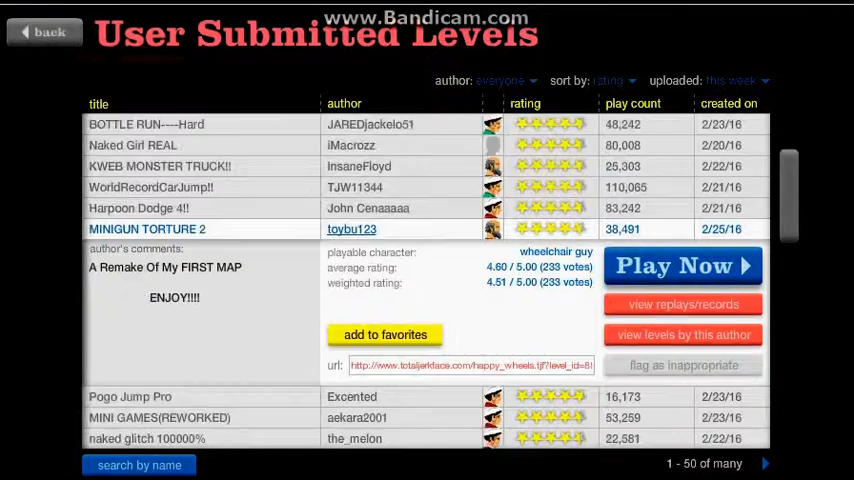 www.Bandicam.com
back
User Submitted Levels
author: everyone sort by: rating uploaded: this week
title author rating play count created on
BOTTLE RUN----Hard JAREDjackelo51 48,242 2/23/16
Naked Girl REAL iMacrozz 80,008 2/20/16
KWEB MONSTER TRUCK!! InsaneFloyd 25,303 2/22/16
WorldRecordCarJump!! TJW11344 110,065 2/21/16
Harpoon Dodge 4!! John Cenaaaaa 83,242 2/21/16
MINIGUN TORTURE 2 toybu123 38,491 2/25/16
author's comments:
A Remake Of My FIRST MAP
ENJOY!!!!
playable character: wheelchair guy
average rating: 4.60 / 5.00 (233 votes)
weighted rating: 4.51 / 5.00 (233 votes)
add to favorites
url: http://www.totaljerkface.com/happy_wheels.tjf?level_id=8
Play Now
view replays/records
view levels by this author
flag as inappropriate
Pogo Jump Pro Excented 16,173 2/23/16
MINI GAMES(REWORKED) aekara2001 53,259 2/23/16
naked glitch 100000% the_melon 22,581 2/22/16
search by name
1 - 50 of many